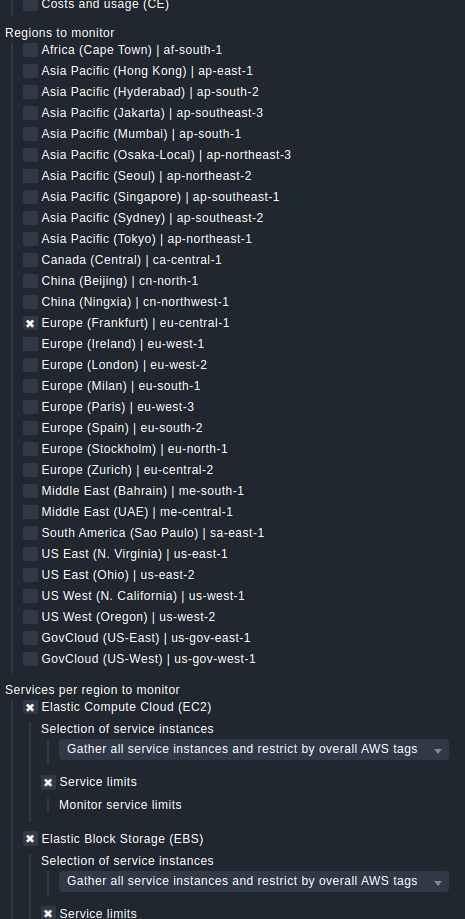 Costs and usage (CE)
Regions to monitor
Africa (Cape Town) | af-south-1
Asia Pacific (Hong Kong) | ap-east-1
Asia Pacific (Hyderabad) | ap-south-2
Asia Pacific (Jakarta) | ap-southeast-3
Asia Pacific (Mumbai) | ap-south-1
Asia Pacific (Osaka-Local) | ap-northeast-3
Asia Pacific (Seoul) | ap-northeast-2
Asia Pacific (Singapore) | ap-southeast-1
Asia Pacific (Sydney) | ap-southeast-2
Asia Pacific (Tokyo) | ap-northeast-1
Canada (Central) | ca-central-1
China (Beijing) | cn-north-1
China (Ningxia) | cn-northwest-1
Europe (Frankfurt) | eu-central-1
Europe (Ireland) | eu-west-1
Europe (London) | eu-west-2
Europe (Milan) | eu-south-1
Europe (Paris) | eu-west-3
Europe (Spain) | eu-south-2
Europe (Stockholm) | eu-north-1
Europe (Zurich) | eu-central-2
Middle East (Bahrain) | me-south-1
Middle East (UAE) | me-central-1
South America (Sao Paulo) | sa-east-1
US East (N. Virginia) | us-east-1
US East (Ohio) | us-east-2
US West (N. California) | us-west-1
US West (Oregon) | us-west-2
GovCloud (US-East) | us-gov-east-1
GovCloud (US-West) | us-gov-west-1
Services per region to monitor
Elastic Compute Cloud (EC2)
Selection of service instances
Gather all service instances and restrict by overall AWS tags
Service limits
Monitor service limits
Elastic Block Storage (EBS)
Selection of service instances
Gather all service instances and restrict by overall AWS tags
Service limits